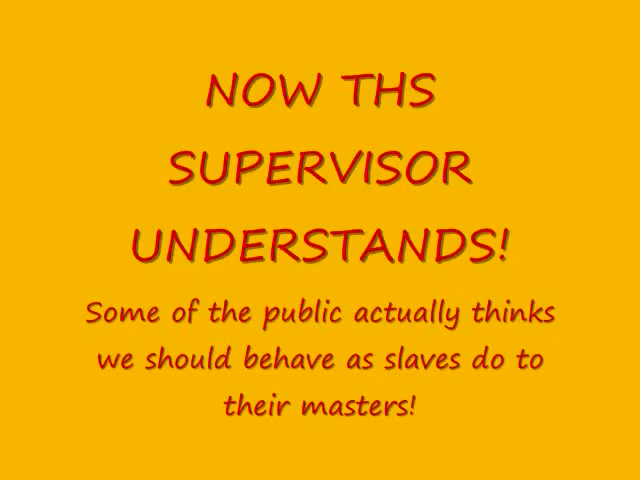 NOW THS
SUPERVISOR
UNDERSTANDS!
Some of the public actually thinks
we should behave as slaves do to
their masters!